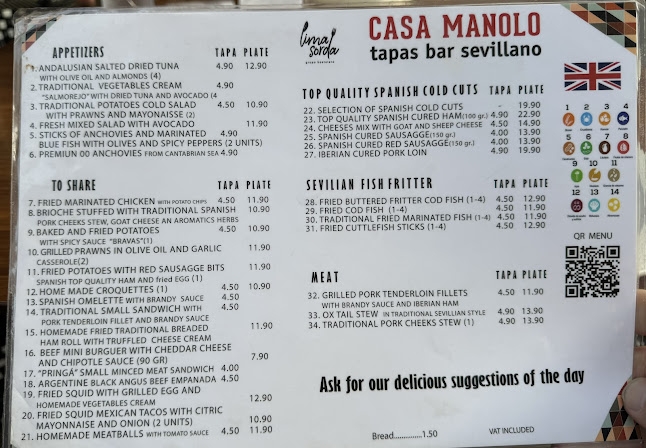 lima
sorda
CASA MANOLO
tapas bar sevillano
APPETIZERS TAPA PLATE
1. ANDALUSIAN SALTED DRIED TUNA 4.90 12.90
WITH OLIVE OIL AND ALMONDS (4)
2. TRADITIONAL VEGETABLES CREAM 4.90
"SALMOREJO" WITH DRIED TUNA AND AVOCADO (4
3. TRADITIONAL POTATOES COLD SALAD 4.50 10.90
WITH PRAWNS AND MAYONAISSE (2)
4. FRESH MIXED SALAD WITH AVOCADO 11.90
5. STICKS OF ANCHOVIES AND MARINATED 4.90
BLUE FISH WITH OLIVES AND SPICY PEPPERS (2 UNITS)
6. PREMIUN 00 ANCHOVIES FROM CANTABRIAN SEA 4.90
TO SHARE TAPA PLATE
7. FRIED MARINATED CHICKEN WITH POTATO CHIPS 4.50 11.90
8. BRIOCHE STUFFED WITH TRADITIONAL SPANISH 10.90
PORK CHEEKS STEW, GOAT CHEESE AN AROMATICS HERBS
9. BAKED AND FRIED POTATOES 4.50 10.90
WITH SPICY SAUCE "BRAVAS"(1)
10. GRILLED PRAWNS IN OLIVE OIL AND GARLIC 11.90
CASSEROLE(2)
11. FRIED POTATOES WITH RED SAUSAGGE BITS 11.90
SPANISH TOP QUALITY HAM AND fried EGG (1)
12. HOME MADE CROQUETTES (1) 4.50 10.90
13. SPANISH OMELETTE WITH BRANDY SAUCE 4.50
14. TRADITIONAL SMALL SANDWICH WITH 4.50
PORK TENDERLOIN FILLET AND BRANDY SAUCE
15. HOMEMADE FRIED TRADITIONAL BREADED 11.90
HAM ROLL WITH TRUFFLED CHEESE CREAM
16. BEEF MINI BURGUER WITH CHEDDAR CHEESE 7.90
AND CHIPOTLE SAUCE (90 GR)
17. "PRINGÁ" SMALL MINCED MEAT SANDWICH 4.00
18. ARGENTINE BLACK ANGUS BEEF EMPANADA 4.50
19. FRIED SQUID WITH GRILLED EGG AND 12.90
HOMEMADE VEGETABLES CREAM
20. FRIED SQUID MEXICAN TACOS WITH CITRIC
MAYONNAISE AND ONION (2 UNITS) 10.90
21. HOMEMADE MEATBALLS WITH TOMATO SAUCE 4.50 11.90
TOP QUALITY SPANISH COLD CUTS TAPA PLATE
22. SELECTION OF SPANISH COLD CUTS - 19.90
23. TOP QUALITY SPANISH CURED HAM(100 gr.) 4.90 22.90
24. CHEESES MIX WITH GOAT AND SHEEP CHEESE 4.50 14.90
25. SPANISH CURED SAUSAGGE(150 gr.) 4.00 13.90
26. SPANISH CURED RED SAUSAGGE(150 gr.) 4.00 13.90
27. IBERIAN CURED PORK LOIN 4.90 19.90
SEVILIAN FISH FRITTER TAPA PLATE
28. FRIED BUTTERED FRITTER COD FISH (1-4) 4.50 12.90
29. FRIED COD FISH (1-4) 4.50 11.90
30. TRADITIONAL FRIED MARINATED FISH (1-4) 4.50 11.90
31. FRIED CUTTLEFISH STICKS (1-4) 4.50 12.90
MEAT TAPA PLATE
32. GRILLED PORK TENDERLOIN FILLETS 4.50 11.90
WITH BRANDY SAUCE AND IBERIAN HAM
33. OX TAIL STEW IN TRADITIONAL SEVILLIAN STYLE 4.90 13.90
34. TRADITIONAL PORK CHEEKS STEW (1) 4.90 13.90
Ask for our delicious suggestions of the day
Bread..............1.50 VAT INCLUDED
1 2 3 4
5 6 7 8
9 10 11
12 13 14
QR MENU